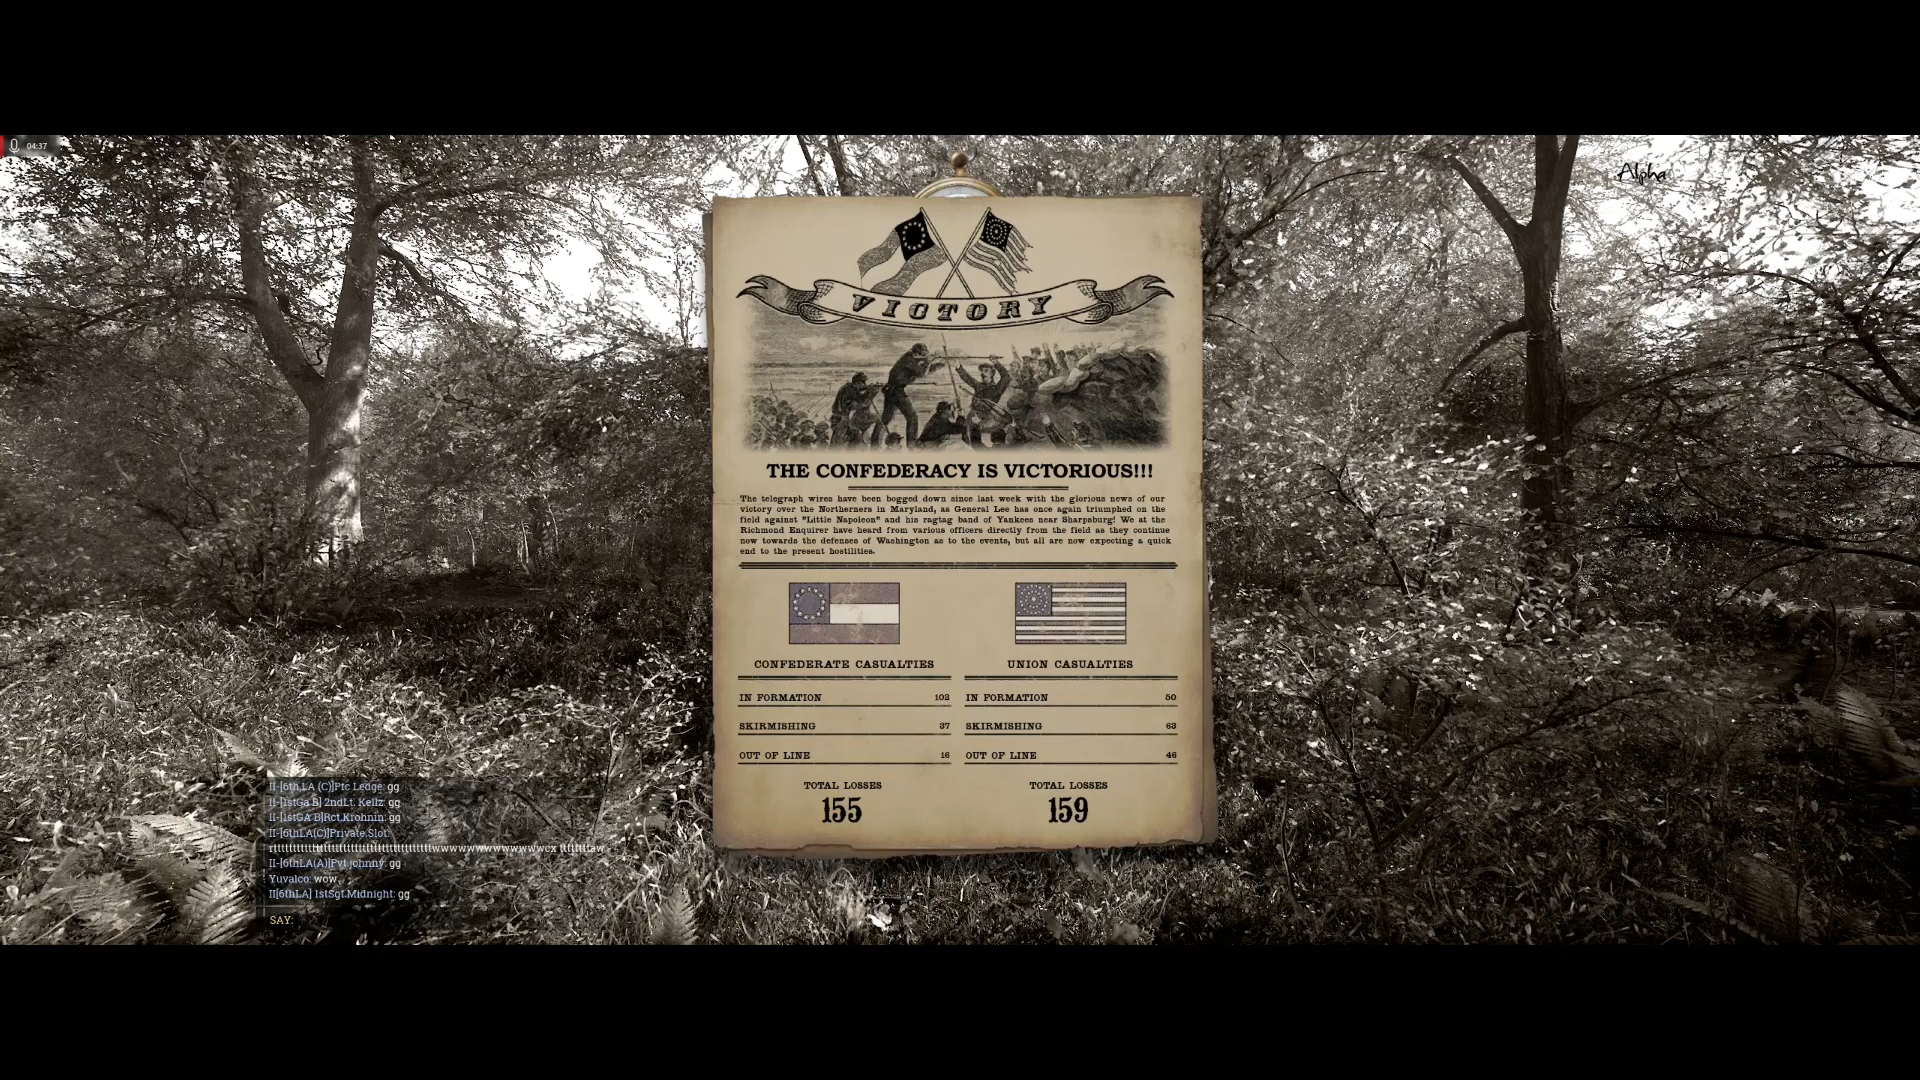 04:37
Alpha
VICTORY
THE CONFEDERACY IS VICTORIOUS!!!
The telegraph wires have been bogged down since last week with the glorious news of our
victory over the Northerners in Maryland, as General Lee has once again triumphed on the
field against "Little Napoleon" and his ragtag band of Yankees near Sharpsburg! We at the
Richmond Enquirer have heard from various officers directly from the field as they continue
now towards the defenses of Washington as to the events, but all are now expecting a quick
end to the present hostilities.
CONFEDERATE CASUALTIES
IN FORMATION 102
SKIRMISHING 37
OUT OF LINE 16
TOTAL LOSSES
155
UNION CASUALTIES
IN FORMATION 50
SKIRMISHING 63
OUT OF LINE 46
TOTAL LOSSES
159
II-[6th.LA (C)]Ptc Ledge: gg
II-[1stGa B] 2ndLt. Kellz: gg
II-[1stGA B]Rct.Krohnin: gg
II-[6thLA(C)]Private.Slot:
II-[6thLA(A)]Pvt.johnny: gg
Yuvalco: wow
II[6thLA] 1stSgt.Midnight: gg
SAY: